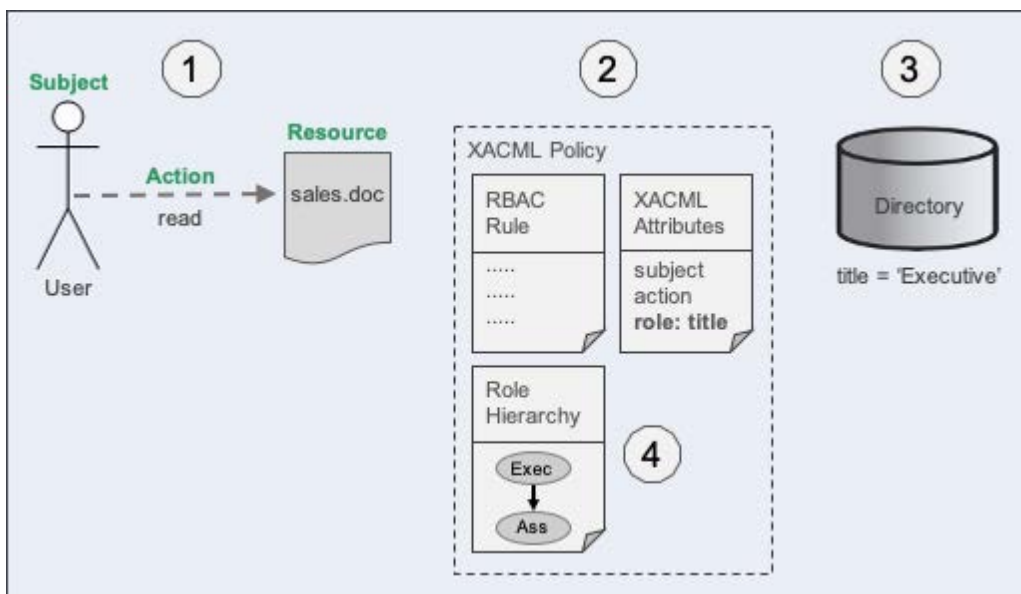 1
Subject
Action
read
User
Resource
sales.doc
2
XACML Policy
RBAC
Rule
.....
.....
.....
XACML
Attributes
subject
action
role: title
Role
Hierarchy
Exec
Ass
4
3
Directory
title = ‘Executive’